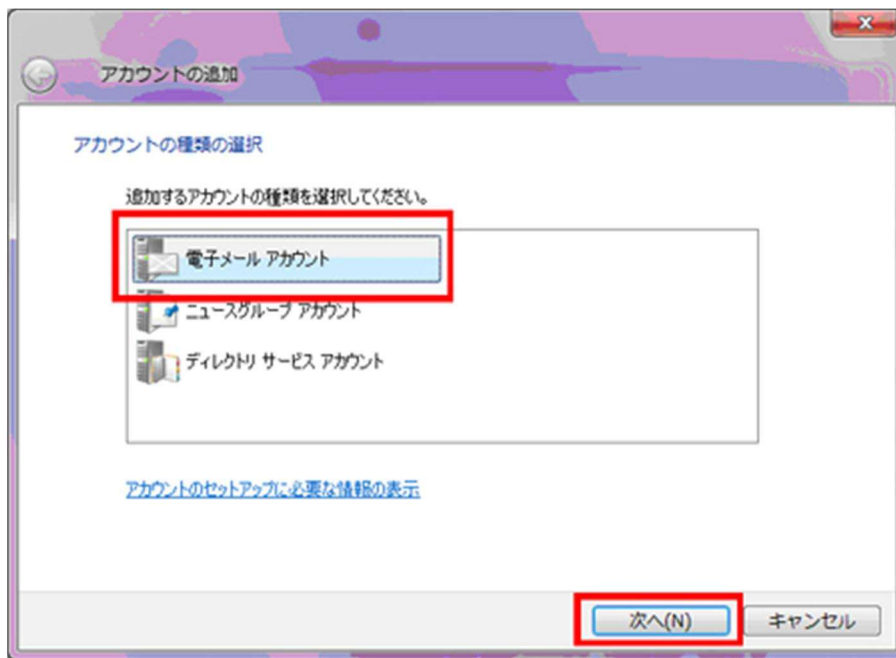 アカウントの追加
アカウントの種類の選択
追加するアカウントの種類を選択してください。
電子メール アカウント
ニュースグループ アカウント
ディレクトリ サービス アカウント
アカウントのセットアップに必要な情報の表示
次へ(N)
キャンセル